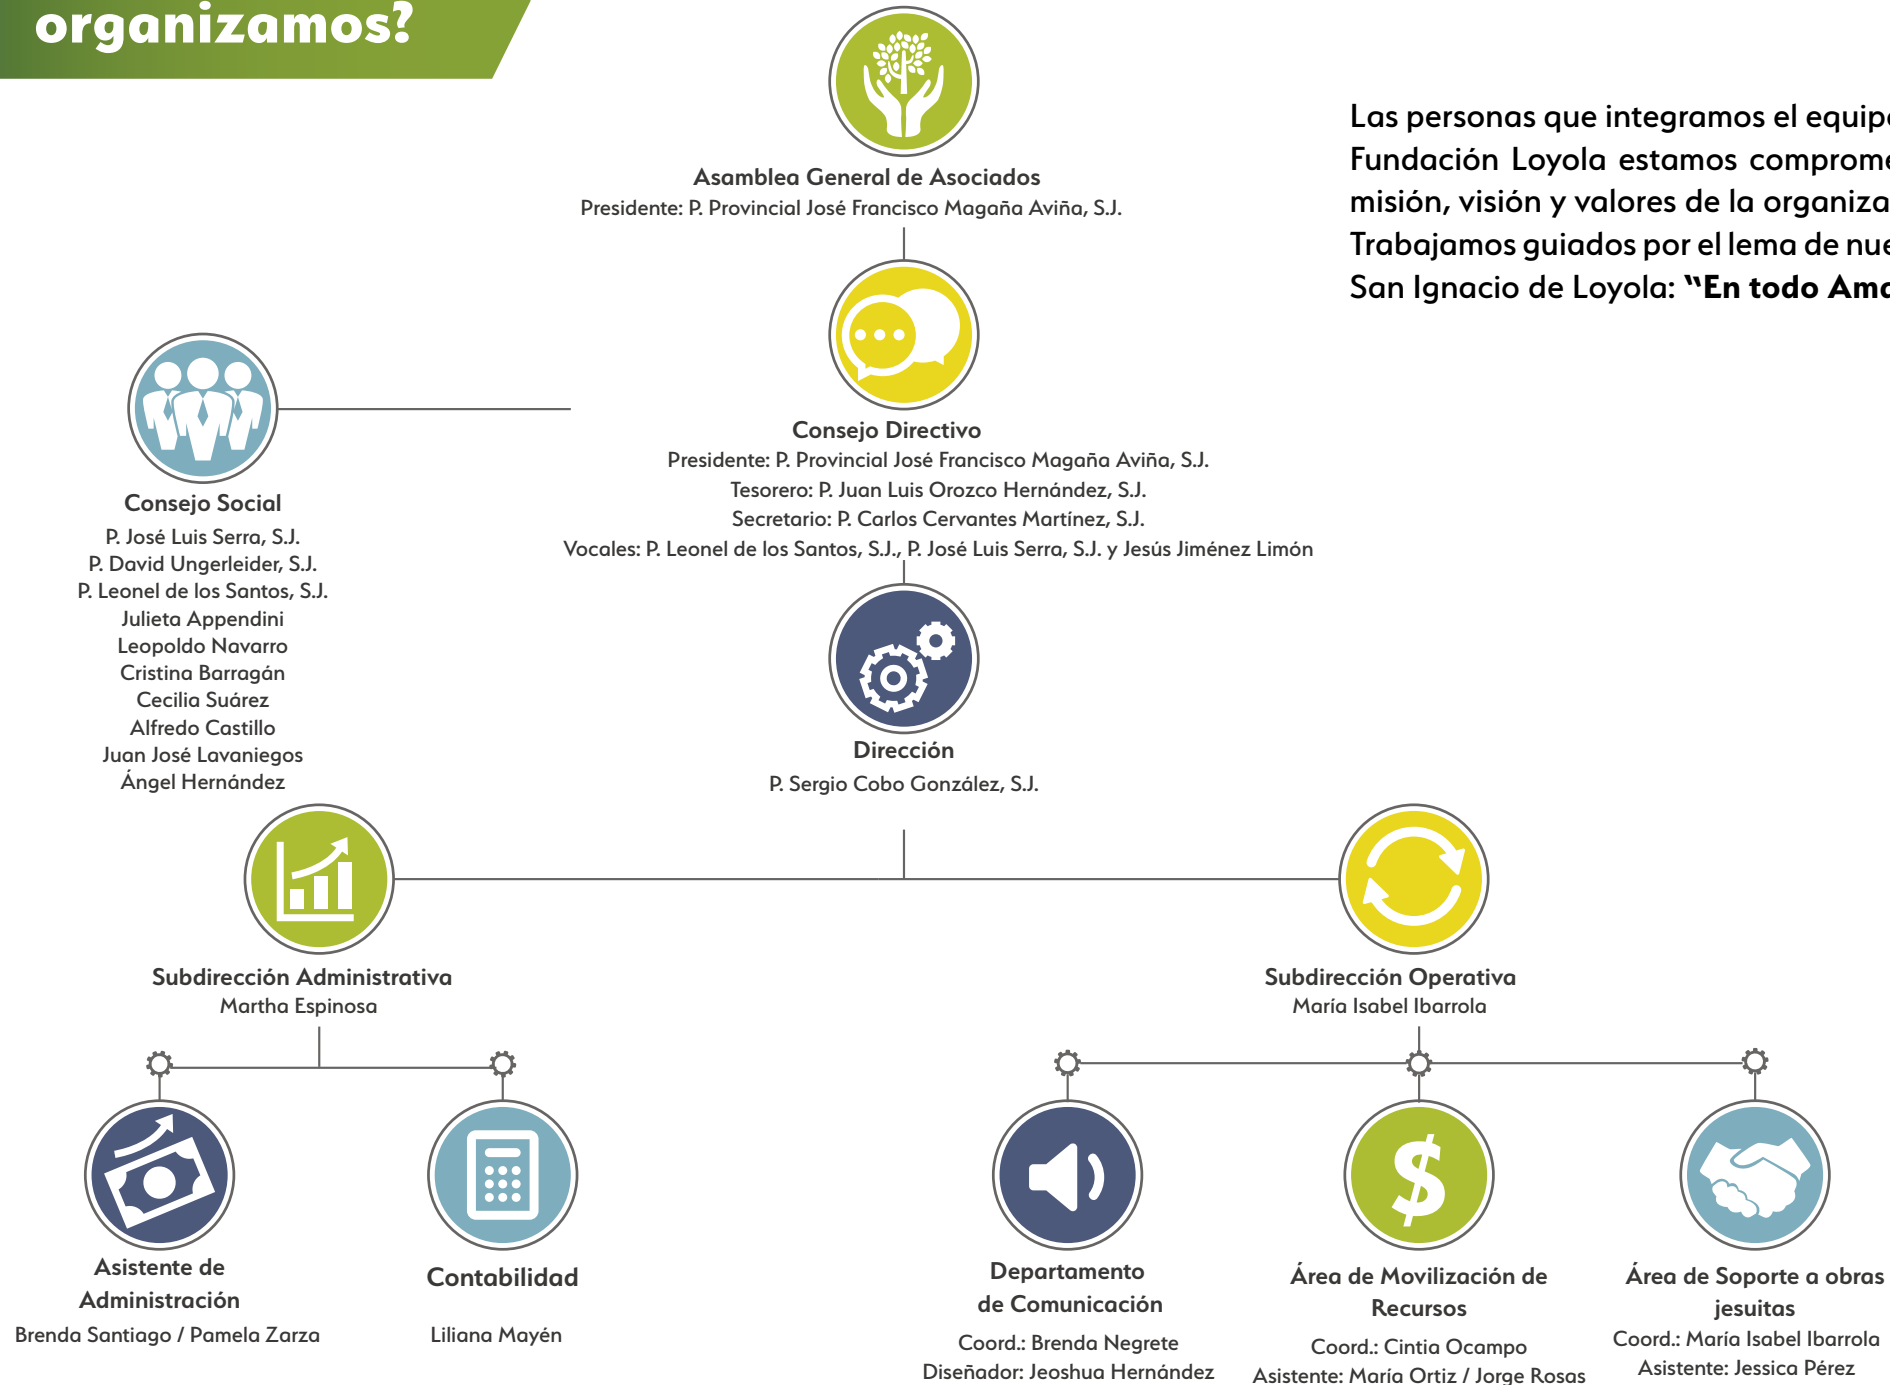 organizamos?
Asamblea General de Asociados
Presidente: P. Provincial José Francisco Magaña Aviña, S.J.
Las personas que integramos el
Fundación Loyola estamos
misión, visión y valores de la
Trabajamos guiados por el lema de
San Ignacio de Loyola: “En todo
Consejo Directivo
Presidente: P. Provincial José Francisco Magaña Aviña, S.J.
Tesorero: P. Juan Luis Orozco Hernández, S.J.
Secretario: P. Carlos Cervantes Martínez, S.J.
Vocales: P. Leonel de los Santos, S.J., P. José Luis Serra, S.J. y Jesús Jiménez Limón
Consejo Social
P. José Luis Serra, S.J.
P. David Ungerleider, S.J.
P. Leonel de los Santos, S.J.
Julieta Appendini
Leopoldo Navarro
Cristina Barragán
Cecilia Suárez
Alfredo Castillo
Juan José Lavaniegos
Ángel Hernández
Dirección
P. Sergio Cobo González, S.J.
Subdirección Administrativa
Martha Espinosa
Subdirección Operativa
María Isabel Ibarrola
Asistente de
Administración
Brenda Santiago / Pamela Zarza
Contabilidad
Liliana Mayén
Departamento
de Comunicación
Coord.: Brenda Negrete
Diseñador: Jeoshua Hernández
Área de Movilización de
Recursos
Coord.: Cintia Ocampo
Asistente: María Ortiz / Jorge Rosas
Área de Soporte a obras
jesuitas
Coord.: María Isabel Ibarrola
Asistente: Jessica Pérez